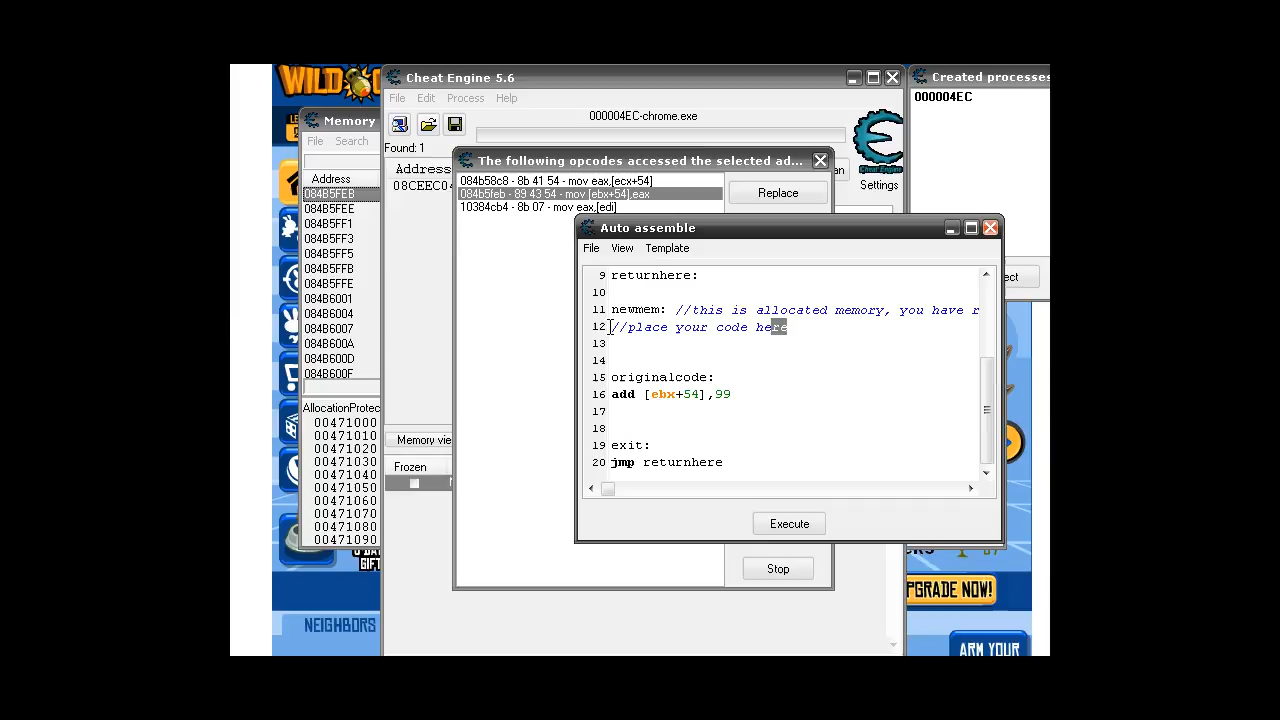 WILD
Cheat Engine 5.6
Created processes
File Edit Process Help
000004EC
000004EC-chrome.exe
Memory
File Search
Found: 1
Address
08CEEC04
Settings
The following opcodes accessed the selected ad...
084b58c8 - 8b 41 54 - mov eax,[ecx+54]
084b5feb - 89 43 54 - mov [ebx+54],eax
10384cb4 - 8b 07 - mov eax,[edi]
Replace
Stop
Address
084B5FEB
084B5FEE
084B5FF1
084B5FF3
084B5FF5
084B5FFB
084B5FFE
084B6001
084B6004
084B6007
084B600A
084B600D
084B600F
AllocationProtec
00471000
00471010
00471020
00471030
00471040
00471050
00471060
00471070
00471080
00471090
Memory vie
Frozen
Auto assemble
File View Template
9 returnhere:
10
11 newmem: //this is allocated memory, you have r
12 //place your code here
13
14
15 originalcode:
16 add [ebx+54],99
17
18
19 exit:
20 jmp returnhere
Execute
GIFT
PGRADE NOW!
NEIGHBORS
ARM YOUR